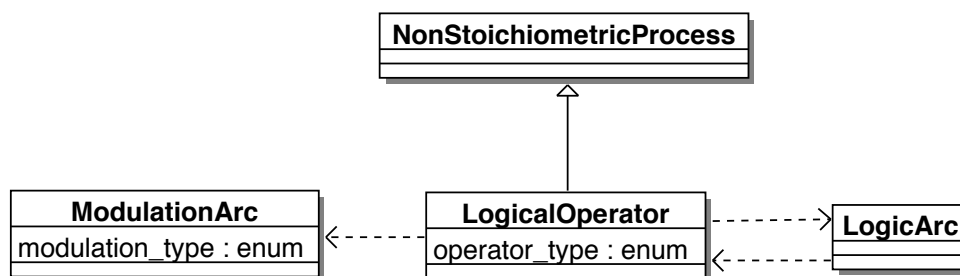 NonStoichiometricProcess
ModulationArc
modulation_type : enum
LogicalOperator
operator_type : enum
LogicArc